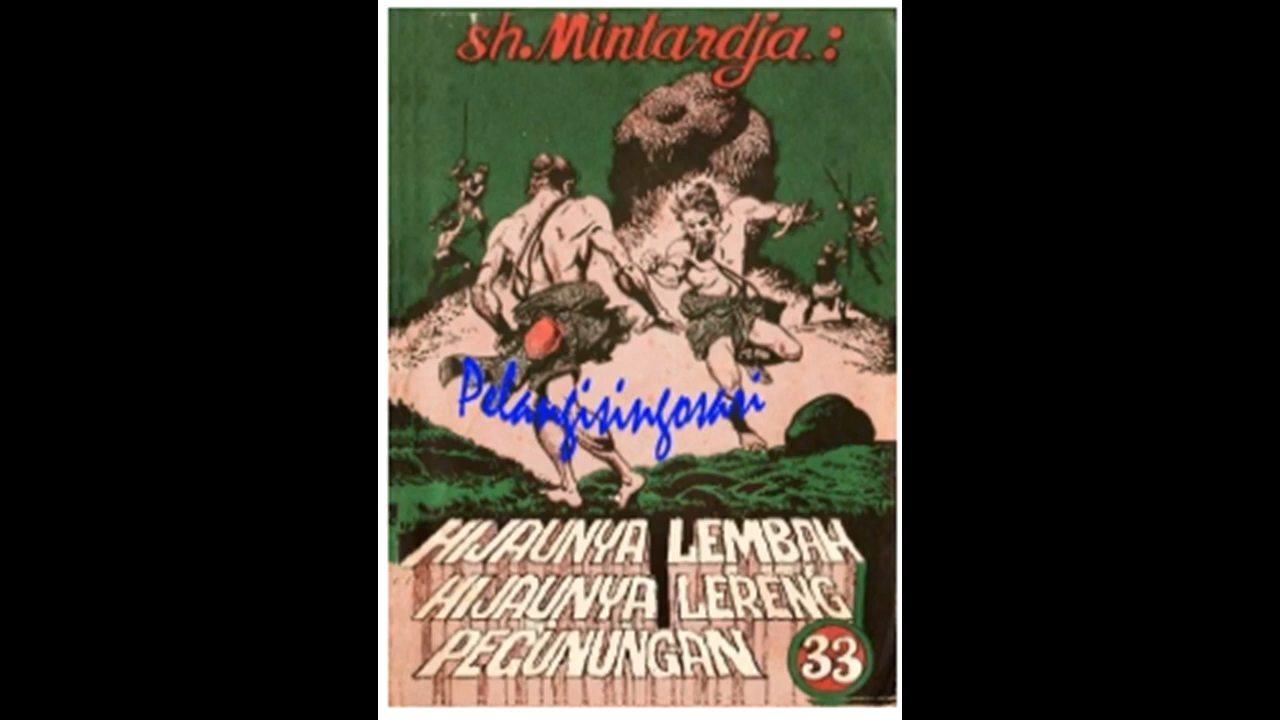 sh.Mintardja.:
Pelangisingosari
HIJAUNYA LEMBAH
HIJAUNYA LERENG
PEGUNUNGAN
33